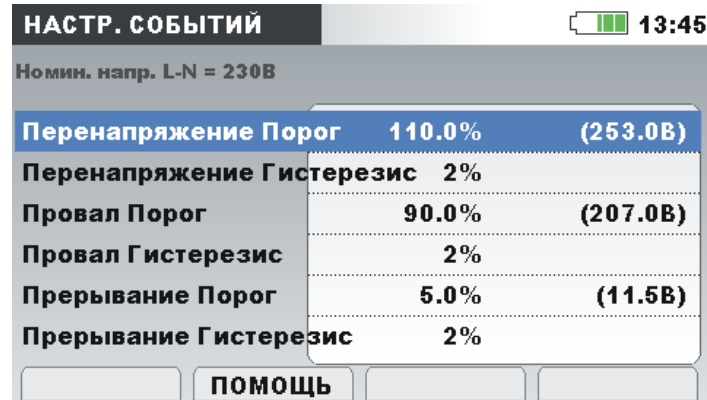 НАСТР. СОБЫТИЙ 13:45
Номин. напр. L-N = 230В
Перенапряжение Порог 110.0% (253.0В)
Перенапряжение Гистерезис 2%
Провал Порог 90.0% (207.0В)
Провал Гистерезис 2%
Прерывание Порог 5.0% (11.5В)
Прерывание Гистерезис 2%
ПОМОЩЬ